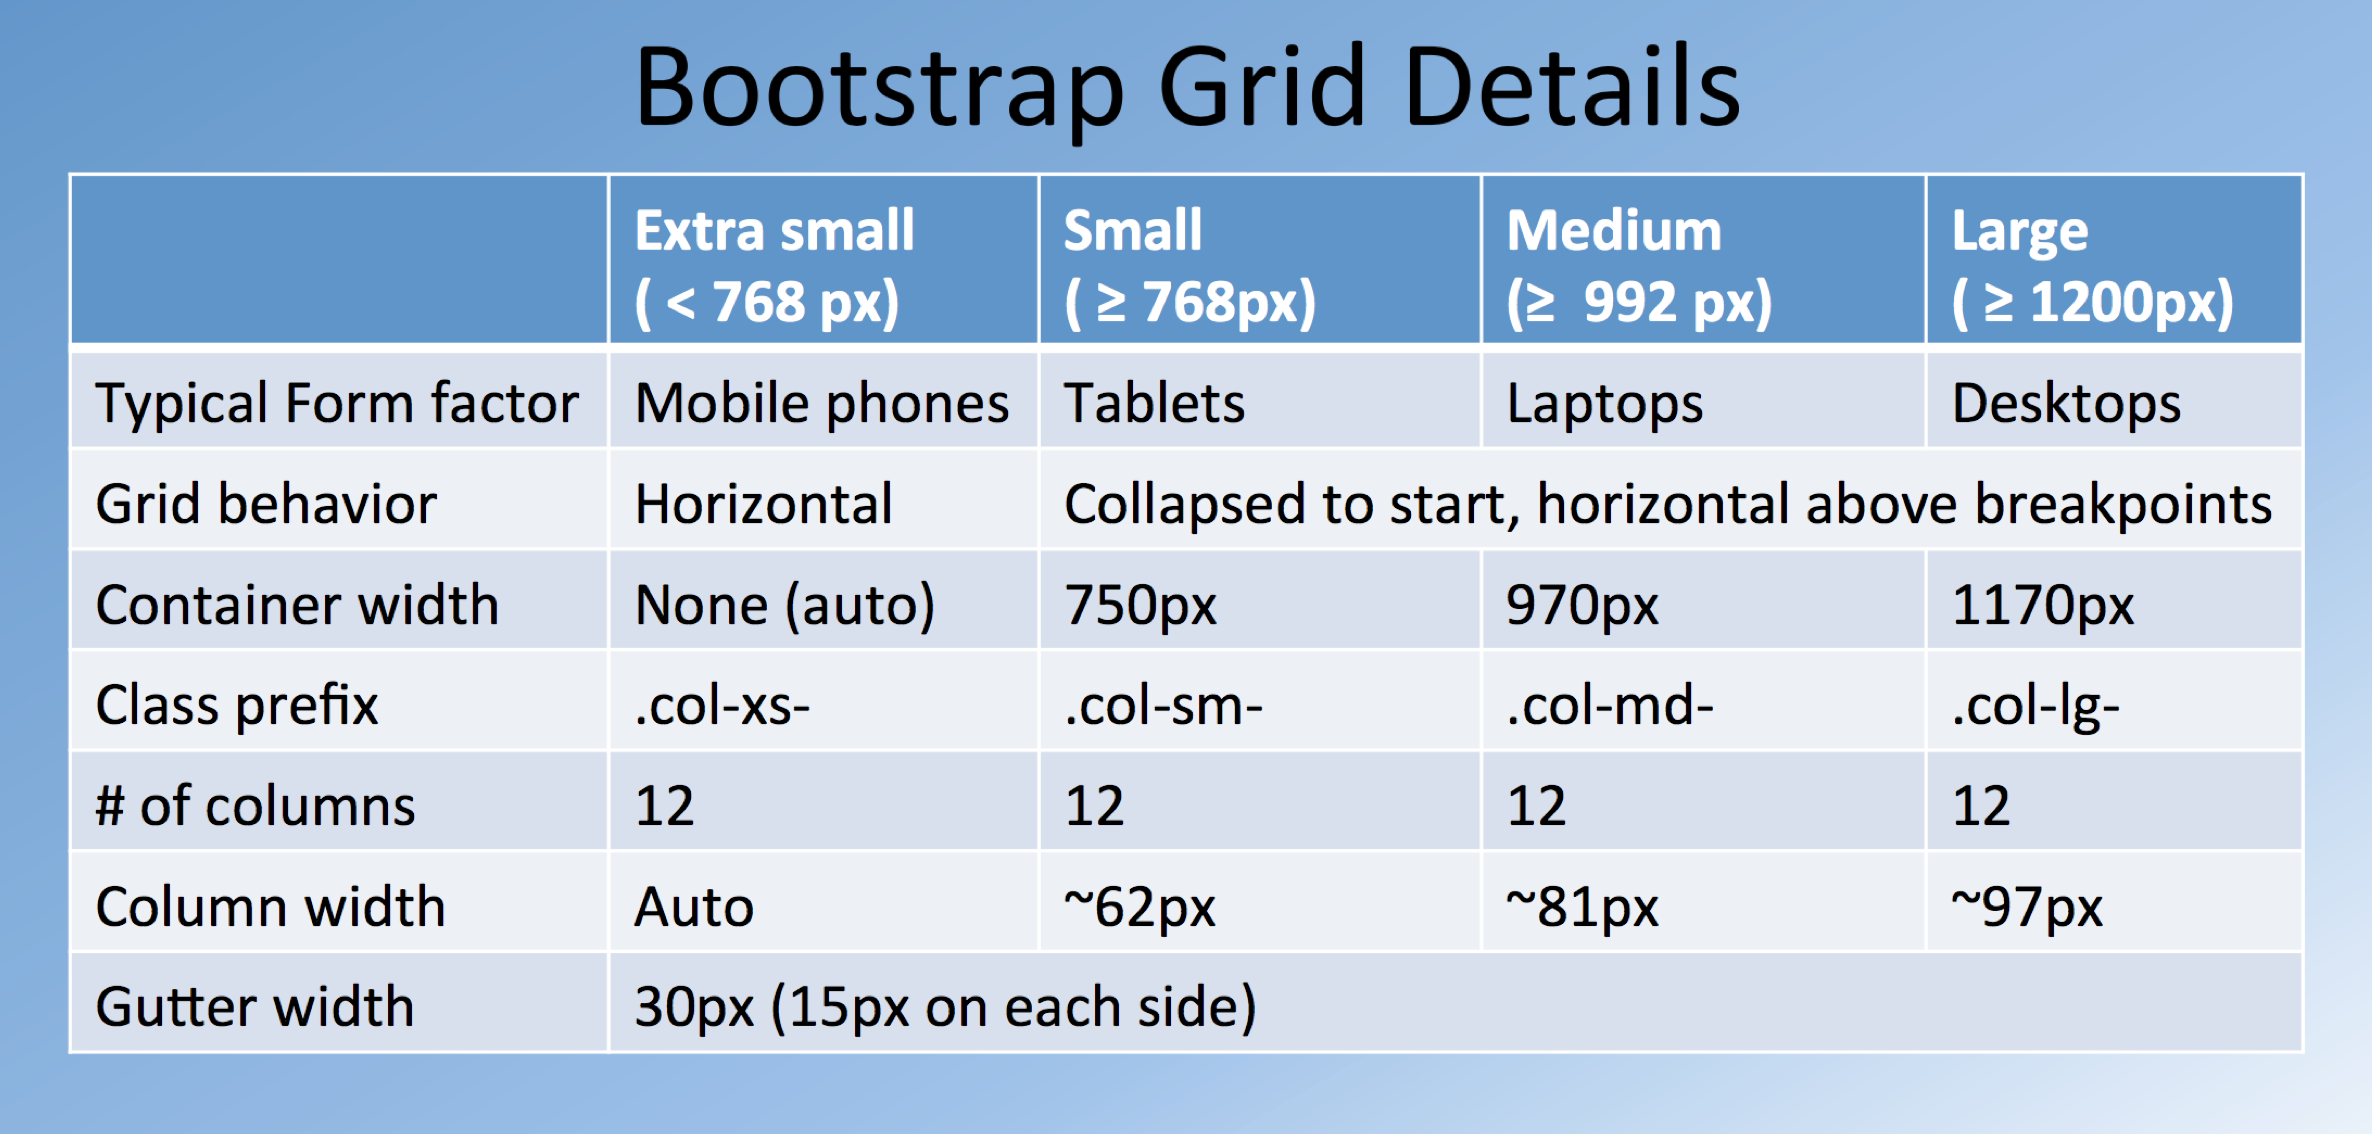 Bootstrap Grid Details
Extra small Small Medium Large
( < 768 px) ( ≥ 768px) (≥  992 px) ( ≥ 1200px)
Typical Form factor Mobile phones Tablets Laptops Desktops
Grid behavior Horizontal Collapsed to start, horizontal above breakpoints
Container width None (auto) 750px 970px 1170px
Class prefix .col-xs- .col-sm- .col-md- .col-lg-
# of columns 12 12 12 12
Column width Auto ~62px ~81px ~97px
Gutter width 30px (15px on each side)